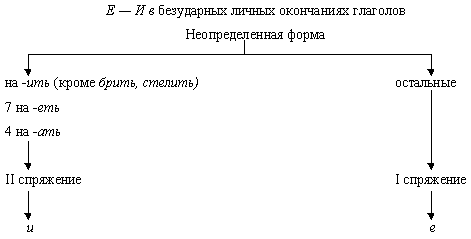 Е — И в безударных личных окончаниях глаголов
Неопределенная форма
на -ить (кроме брить, стелить) остальные
7 на -еть
4 на -ать
II спряжение I спряжение
и е